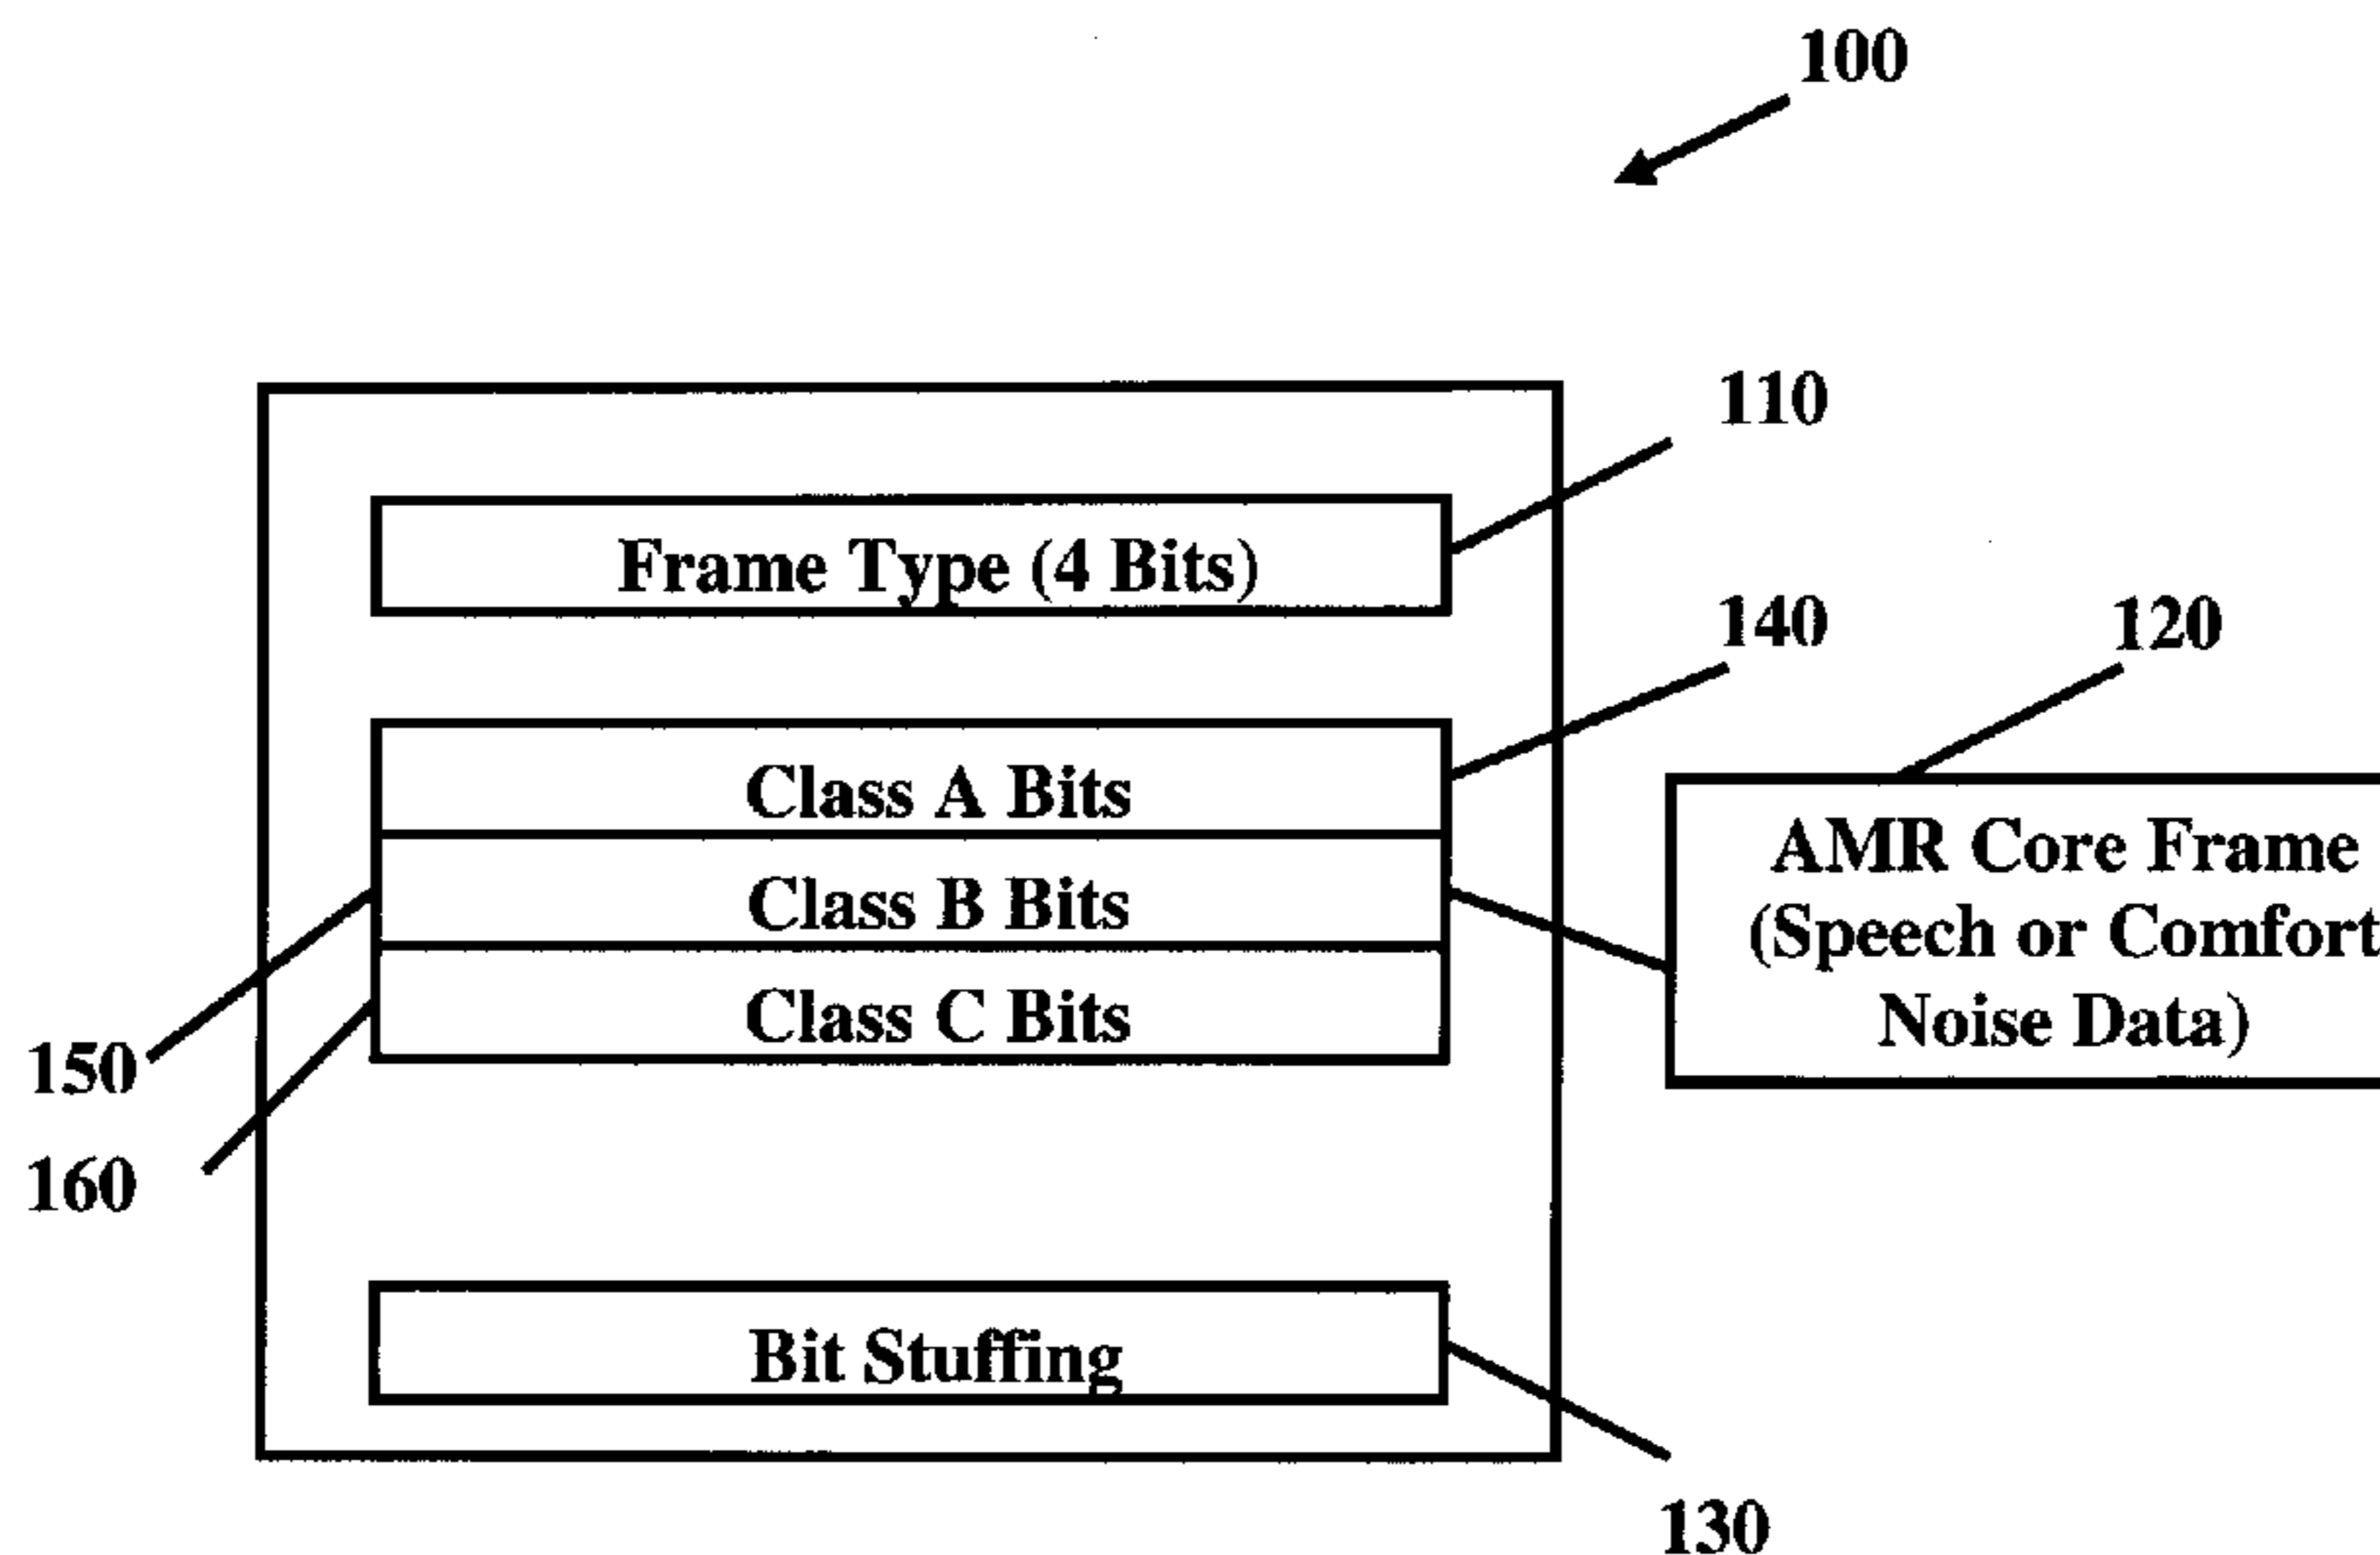 100
110
Frame Type (4 Bits)
140
120
Class A Bits
AMR Core Frame
(Speech or Comfort
Noise Data)
Class B Bits
Class C Bits
150
160
Bit Stuffing
130